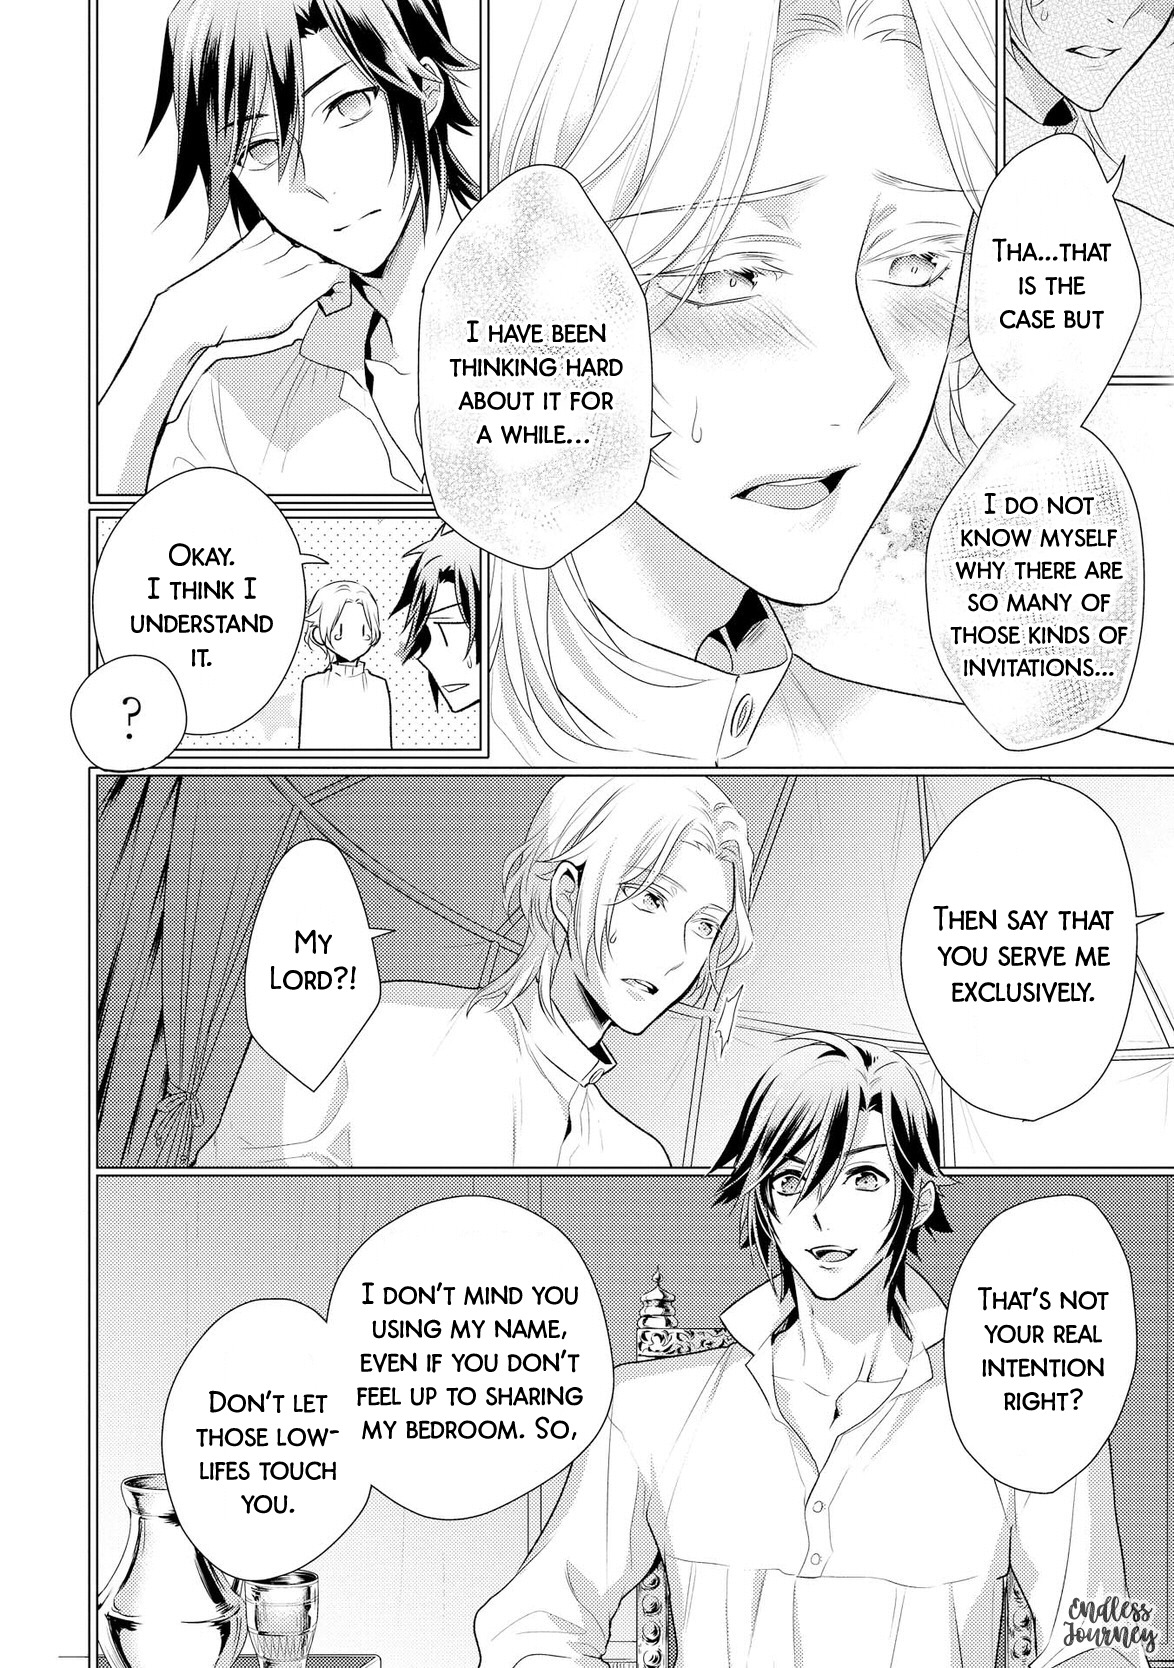 THA...THAT
IS THE
CASE BUT
I DO NOT
KNOW MYSELF
WHY THERE ARE
SO MANY OF
THOSE KINDS OF
INVITATIONS...
I HAVE BEEN
THINKING HARD
ABOUT IT FOR
A WHILE...
OKAY.
I THINK I
UNDERSTAND
IT.
?
THEN SAY THAT
YOU SERVE ME
EXCLUSIVELY.
MY
LORD?!
THAT'S NOT
YOUR REAL
INTENTION
RIGHT?
I DON'T MIND YOU
USING MY NAME,
EVEN IF YOU DON'T
FEEL UP TO SHARING
MY BEDROOM. SO,
DON'T LET
THOSE LOW-
LIFES TOUCH
YOU.
Endless
Journey